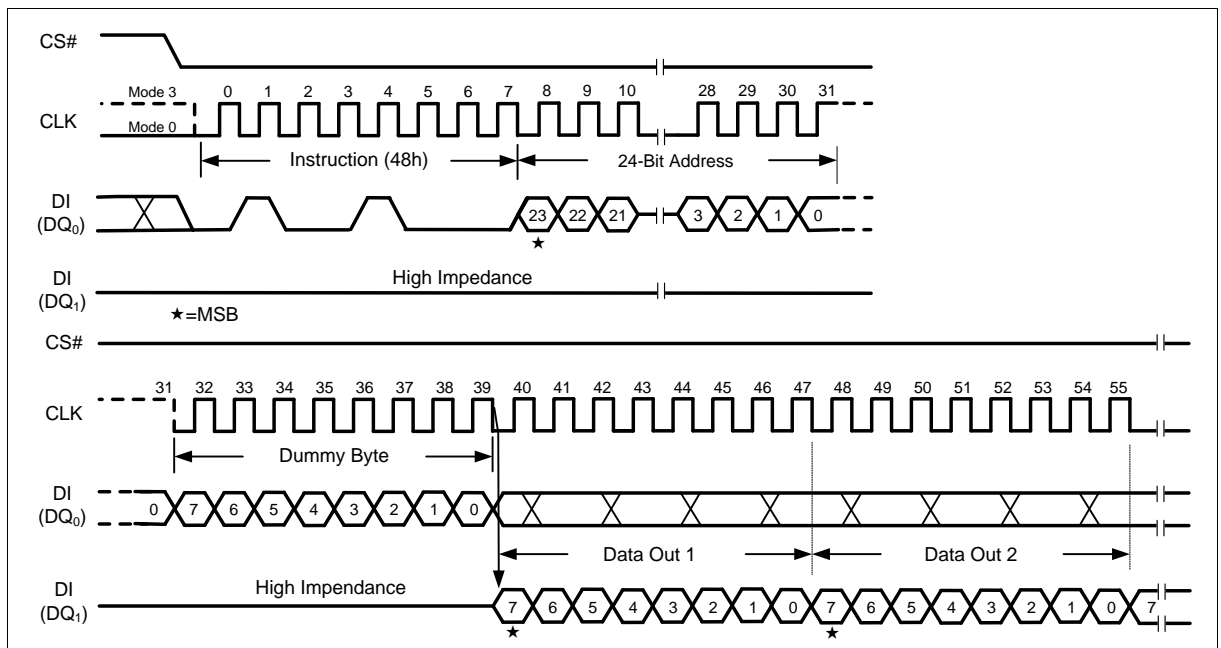 CS#
Mode 3
0 1 2 3 4 5 6 7 8 9 10 28 29 30 31
CLK
Mode 0
Instruction (48h)
24-Bit Address
DI
(DQ0)
23 22 21 3 2 1 0
★
High Impedance
DI
(DQ1)
★=MSB
CS#
31 32 33 34 35 36 37 38 39 40 41 42 43 44 45 46 47 48 49 50 51 52 53 54 55
CLK
Dummy Byte
DI
(DQ0)
0 7 6 5 4 3 2 1 0
Data Out 1
Data Out 2
High Impendance
DI
(DQ1)
7 6 5 4 3 2 1 0 7 6 5 4 3 2 1 0 7
★ ★